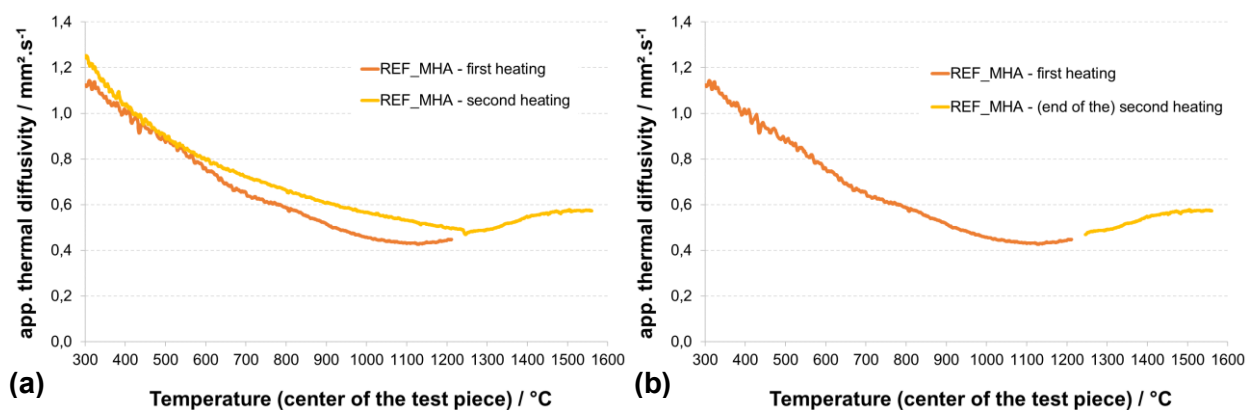 1,4
1,2
1,0
0,8
0,6
0,4
0,2
0,0
app. thermal diffusivity / mm².s⁻¹
REF_MHA - first heating
REF_MHA - second heating
300 400 500 600 700 800 900 1000 1100 1200 1300 1400 1500 1600
(a)
Temperature (center of the test piece) / °C
1,4
1,2
1,0
0,8
0,6
0,4
0,2
0,0
app. thermal diffusivity / mm².s⁻¹
REF_MHA - first heating
REF_MHA - (end of the) second heating
300 400 500 600 700 800 900 1000 1100 1200 1300 1400 1500 1600
(b)
Temperature (center of the test piece) / °C